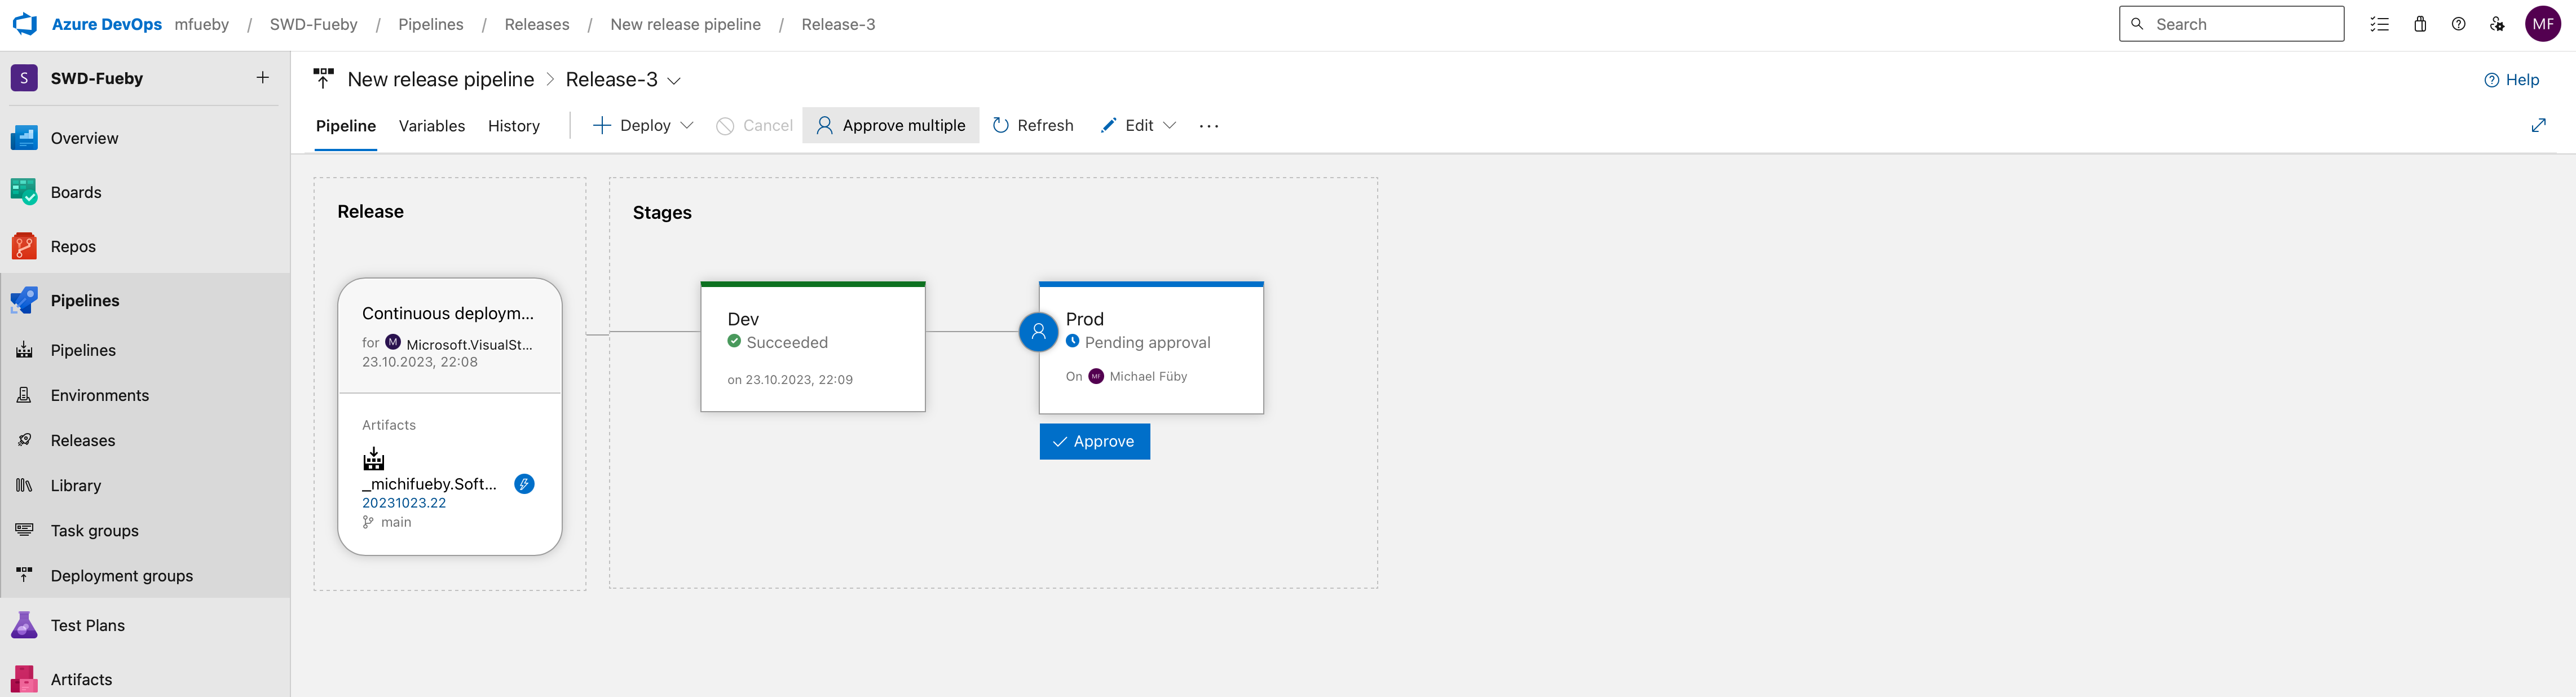 Azure DevOps mfueby / SWD-Fueby / Pipelines / Releases / New release pipeline / Release-3
Search
MF
S SWD-Fueby
Overview
Boards
Repos
Pipelines
Pipelines
Environments
Releases
Library
Task groups
Deployment groups
Test Plans
Artifacts
New release pipeline > Release-3
Help
Pipeline Variables History Deploy Cancel Approve multiple Refresh Edit ...
Release
Continuous deploym...
for M Microsoft.VisualSt...
23.10.2023, 22:08
Artifacts
_michifueby.Soft...
20231023.22
main
Stages
Dev
Succeeded
on 23.10.2023, 22:09
Prod
Pending approval
On MF Michael Füby
Approve